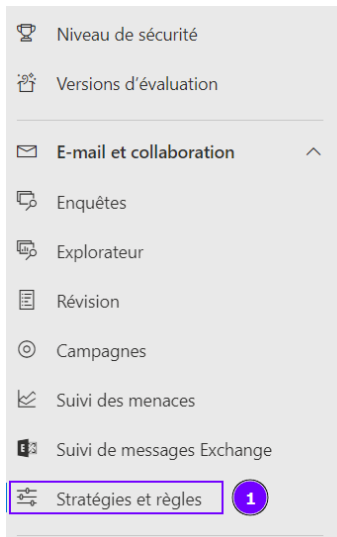 Niveau de sécurité
Versions d'évaluation
E-mail et collaboration
Enquêtes
Explorateur
Révision
Campagnes
Suivi des menaces
Suivi de messages Exchange
Stratégies et règles 1